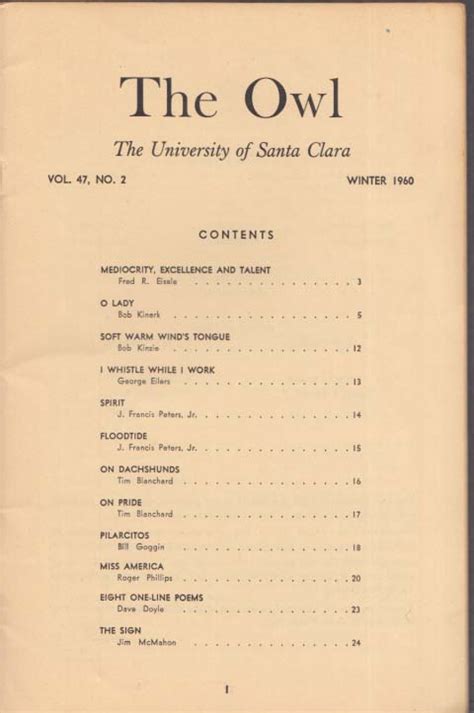 The Owl
The University of Santa Clara
VOL. 47, NO. 2 WINTER 1960
CONTENTS
MEDIOCRITY, EXCELLENCE AND TALENT
Fred R. Eisele . . . . . . . . . . . . . . . 3
O LADY
Bob Kinerk . . . . . . . . . . . . . . . . 5
SOFT WARM WIND'S TONGUE
Bob Kinzie . . . . . . . . . . . . . . . . 12
I WHISTLE WHILE I WORK
George Eilers . . . . . . . . . . . . . . . 13
SPIRIT
J. Francis Peters, Jr. . . . . . . . . . . . . 14
FLOODTIDE
J. Francis Peters, Jr. . . . . . . . . . . . . 15
ON DACHSHUNDS
Tim Blanchard . . . . . . . . . . . . . . 16
ON PRIDE
Tim Blanchard . . . . . . . . . . . . . . 17
PILARCITOS
Bill Goggin . . . . . . . . . . . . . . . . 18
MISS AMERICA
Roger Phillips . . . . . . . . . . . . . . . 20
EIGHT ONE-LINE POEMS
Dave Doyle . . . . . . . . . . . . . . . . 23
THE SIGN
Jim McMahon . . . . . . . . . . . . . . . 24
1